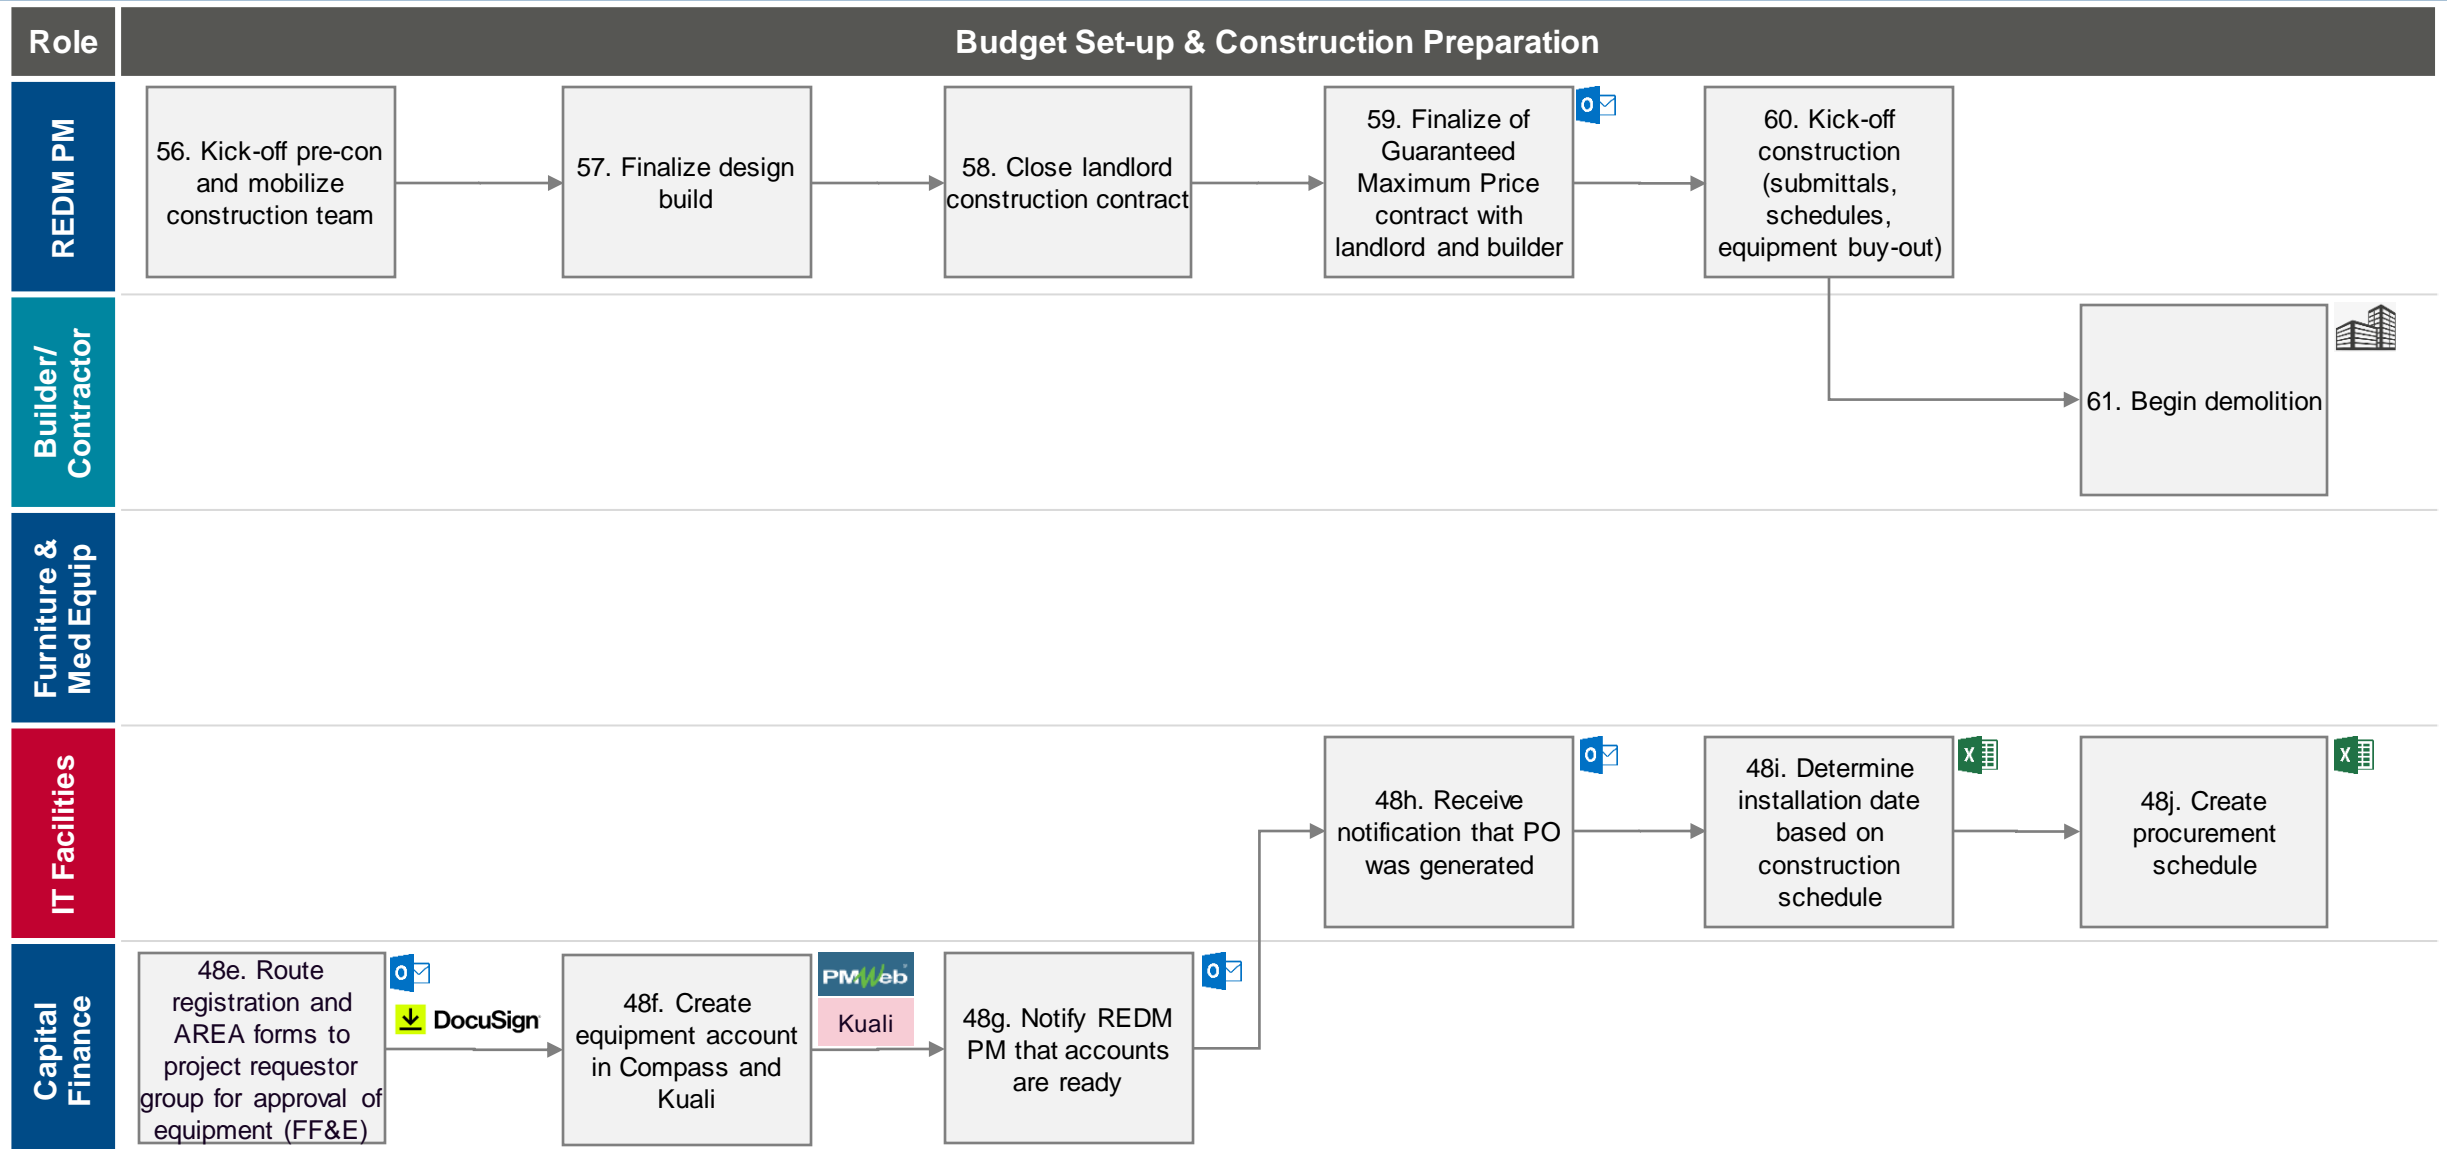 Role
Budget Set-up & Construction Preparation
REDM PM
56. Kick-off pre-con
and mobilize
construction team
57. Finalize design
build
58. Close landlord
construction contract
59. Finalize of
Guaranteed
Maximum Price
contract with
landlord and builder
60. Kick-off
construction
(submittals,
schedules,
equipment buy-out)
Builder/
Contractor
61. Begin demolition
Furniture &
Med Equip
IT Facilities
48h. Receive
notification that PO
was generated
48i. Determine
installation date
based on
construction
schedule
48j. Create
procurement
schedule
Capital
Finance
48e. Route
registration and
AREA forms to
project requestor
group for approval of
equipment (FF&E)
DocuSign
48f. Create
equipment account
in Compass and
Kuali
PMWeb
Kuali
48g. Notify REDM
PM that accounts
are ready